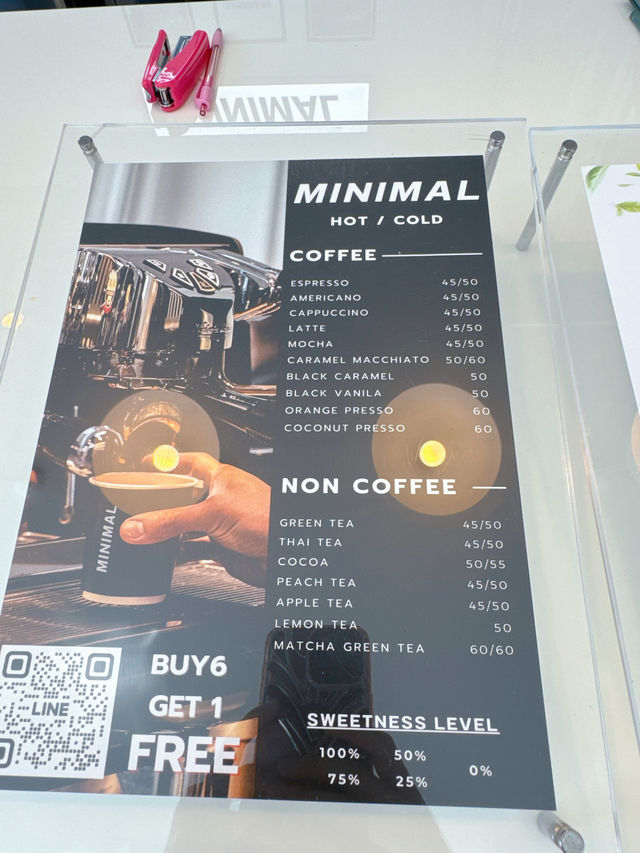 MINIMAL
MINIMAL
HOT / COLD
COFFEE
ESPRESSO 45/50
AMERICANO 45/50
CAPPUCCINO 45/50
LATTE 45/50
MOCHA 45/50
CARAMEL MACCHIATO 50/60
BLACK CARAMEL 50
BLACK VANILA 50
ORANGE PRESSO 60
COCONUT PRESSO 60
NON COFFEE
GREEN TEA 45/50
THAI TEA 45/50
COCOA 50/55
PEACH TEA 45/50
APPLE TEA 45/50
LEMON TEA 50
MATCHA GREEN TEA 60/60
SWEETNESS LEVEL
100% 50% 0%
75% 25%
MINIMAL
BUY6
GET 1
FREE
LINE